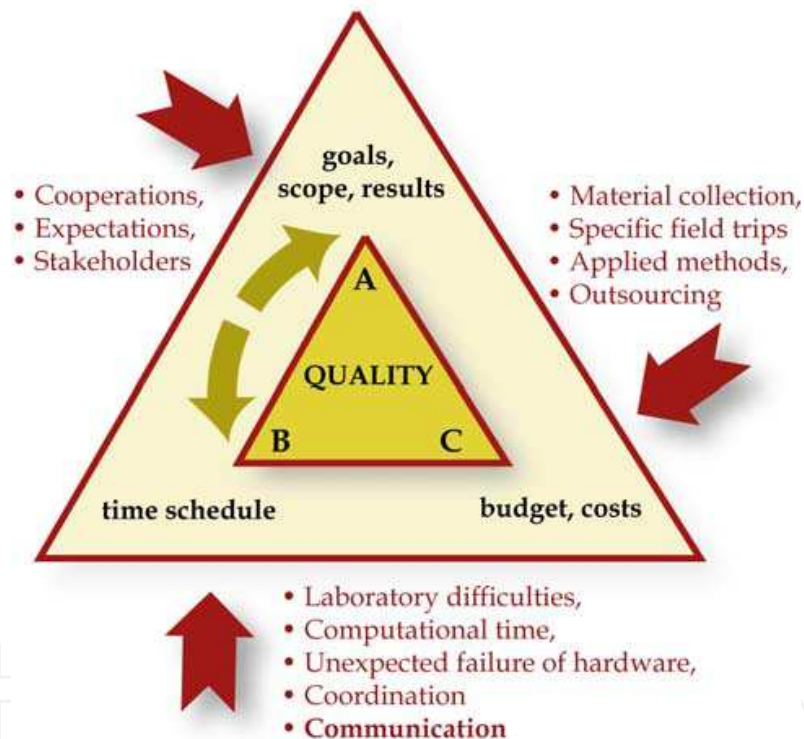 goals,
scope, results
• Cooperations,
• Expectations,
• Stakeholders
• Material collection,
• Specific field trips
• Applied methods,
• Outsourcing
A
QUALITY
B
C
time schedule
budget, costs
• Laboratory difficulties,
• Computational time,
• Unexpected failure of hardware,
• Coordination
• Communication